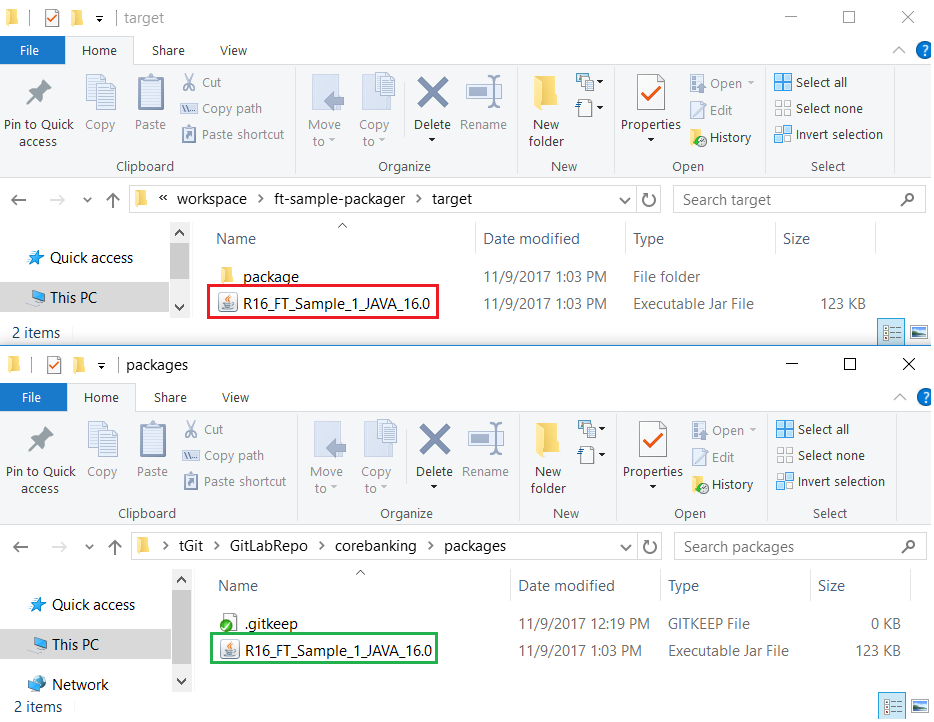 target
File Home Share View
Cut
Copy path
Paste shortcut
Pin to Quick access
Copy
Paste
Clipboard
Move to
Copy to
Delete
Rename
Organize
New folder
New
Properties
Open
Edit
History
Open
Select all
Select none
Invert selection
Select
« workspace > ft-sample-packager > target
Search target
Quick access
This PC
Name Date modified Type Size
package 11/9/2017 1:03 PM File folder
R16_FT_Sample_1_JAVA_16.0 11/9/2017 1:03 PM Executable Jar File 123 KB
2 items
packages
File Home Share View
Cut
Copy path
Paste shortcut
Pin to Quick access
Copy
Paste
Clipboard
Move to
Copy to
Delete
Rename
Organize
New folder
New
Properties
Open
Edit
History
Open
Select all
Select none
Invert selection
Select
> tGit > GitLabRepo > corebanking > packages
Search packages
Quick access
This PC
Network
Name Date modified Type Size
.gitkeep 11/9/2017 12:19 PM GITKEEP File 0 KB
R16_FT_Sample_1_JAVA_16.0 11/9/2017 1:03 PM Executable Jar File 123 KB
2 items